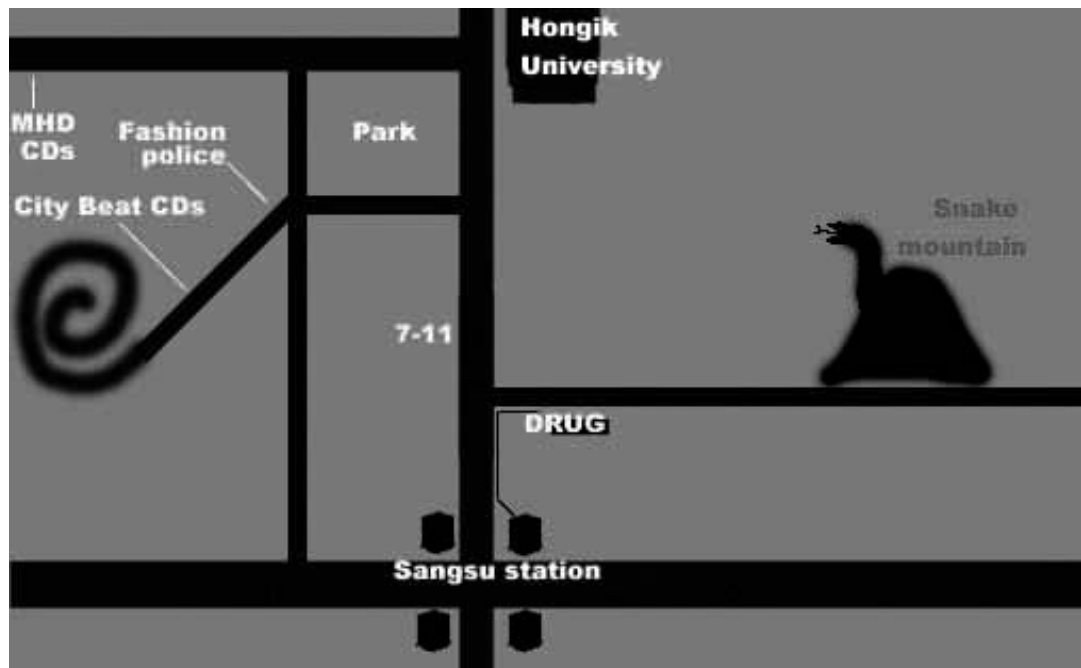 Hongik
University
MHD
CDs
Fashion
police
Park
City Beat CDs
Snake
mountain
7-11
DRUG
Sangsu station